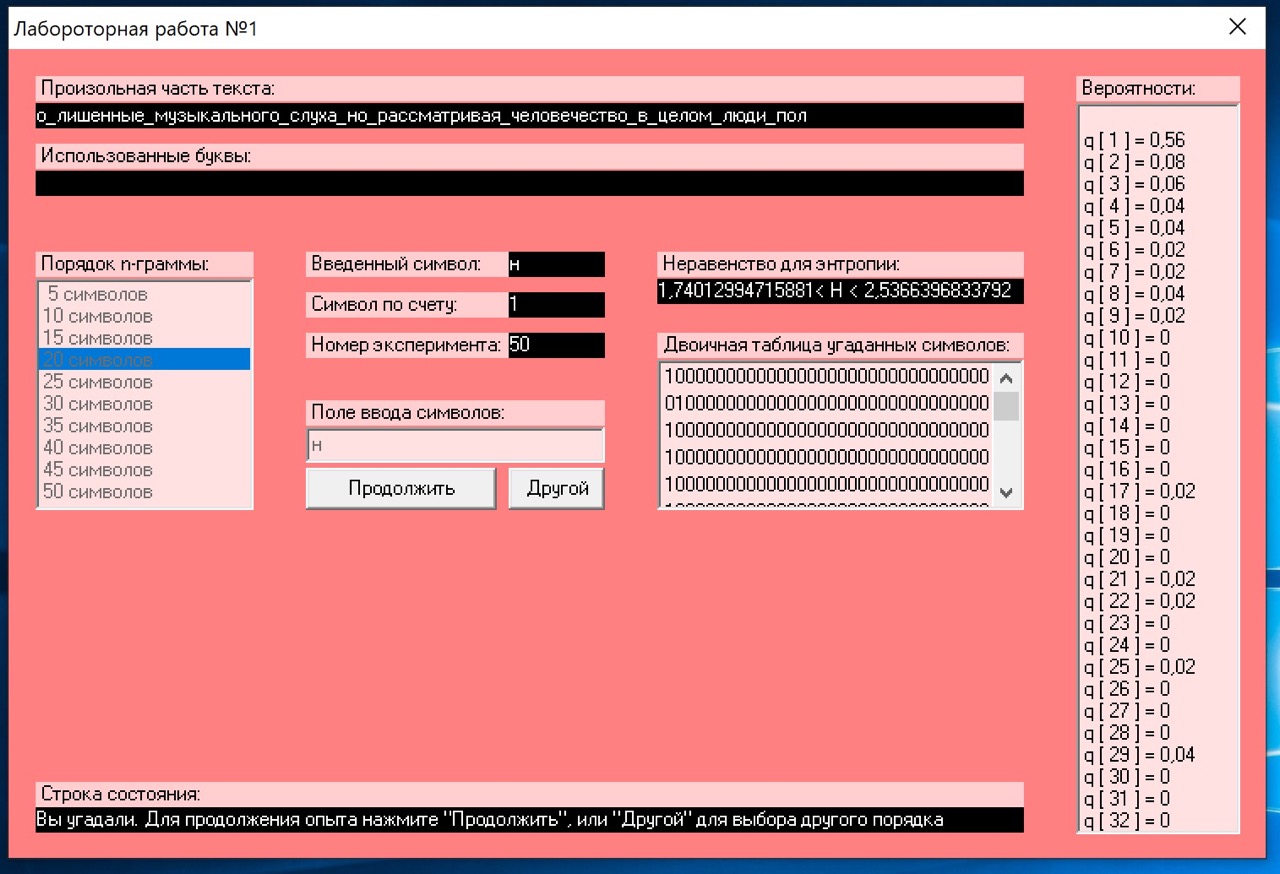 Лабороторная работа №1
Произольная часть текста:
о_лишенные_музыкального_слуха_но_рассматривая_человечество_в_целом_люди_пол
Использованные буквы:
Порядок n-граммы:
5 символов
10 символов
15 символов
20 символов
25 символов
30 символов
35 символов
40 символов
45 символов
50 символов
Введенный символ: н
Символ по счету: 1
Номер эксперимента: 50
Поле ввода символов:
н
Продолжить Другой
Неравенство для энтропии:
1,74012994715881< H < 2,5366396833792
Двоичная таблица угаданных символов:
10000000000000000000000000000000
01000000000000000000000000000000
10000000000000000000000000000000
10000000000000000000000000000000
10000000000000000000000000000000
Вероятности:
q [ 1 ] = 0,56
q [ 2 ] = 0,08
q [ 3 ] = 0,06
q [ 4 ] = 0,04
q [ 5 ] = 0,04
q [ 6 ] = 0,02
q [ 7 ] = 0,02
q [ 8 ] = 0,04
q [ 9 ] = 0,02
q [ 10 ] = 0
q [ 11 ] = 0
q [ 12 ] = 0
q [ 13 ] = 0
q [ 14 ] = 0
q [ 15 ] = 0
q [ 16 ] = 0
q [ 17 ] = 0,02
q [ 18 ] = 0
q [ 19 ] = 0
q [ 20 ] = 0
q [ 21 ] = 0,02
q [ 22 ] = 0,02
q [ 23 ] = 0
q [ 24 ] = 0
q [ 25 ] = 0,02
q [ 26 ] = 0
q [ 27 ] = 0
q [ 28 ] = 0
q [ 29 ] = 0,04
q [ 30 ] = 0
q [ 31 ] = 0
q [ 32 ] = 0
Строка состояния:
Вы угадали. Для продолжения опыта нажмите "Продолжить", или "Другой" для выбора другого порядка